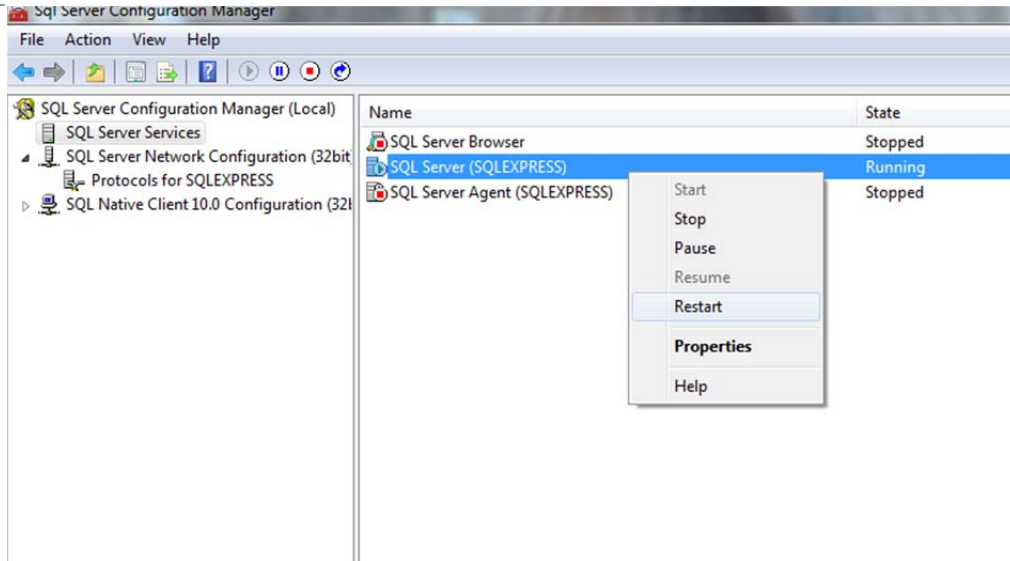 Sql Server Configuration Manager
File Action View Help
SQL Server Configuration Manager (Local)
SQL Server Services
SQL Server Network Configuration (32bit
Protocols for SQLEXPRESS
SQL Native Client 10.0 Configuration (32b
Name State
SQL Server Browser Stopped
SQL Server (SQLEXPRESS) Running
SQL Server Agent (SQLEXPRESS) Stopped
Start
Stop
Pause
Resume
Restart
Properties
Help